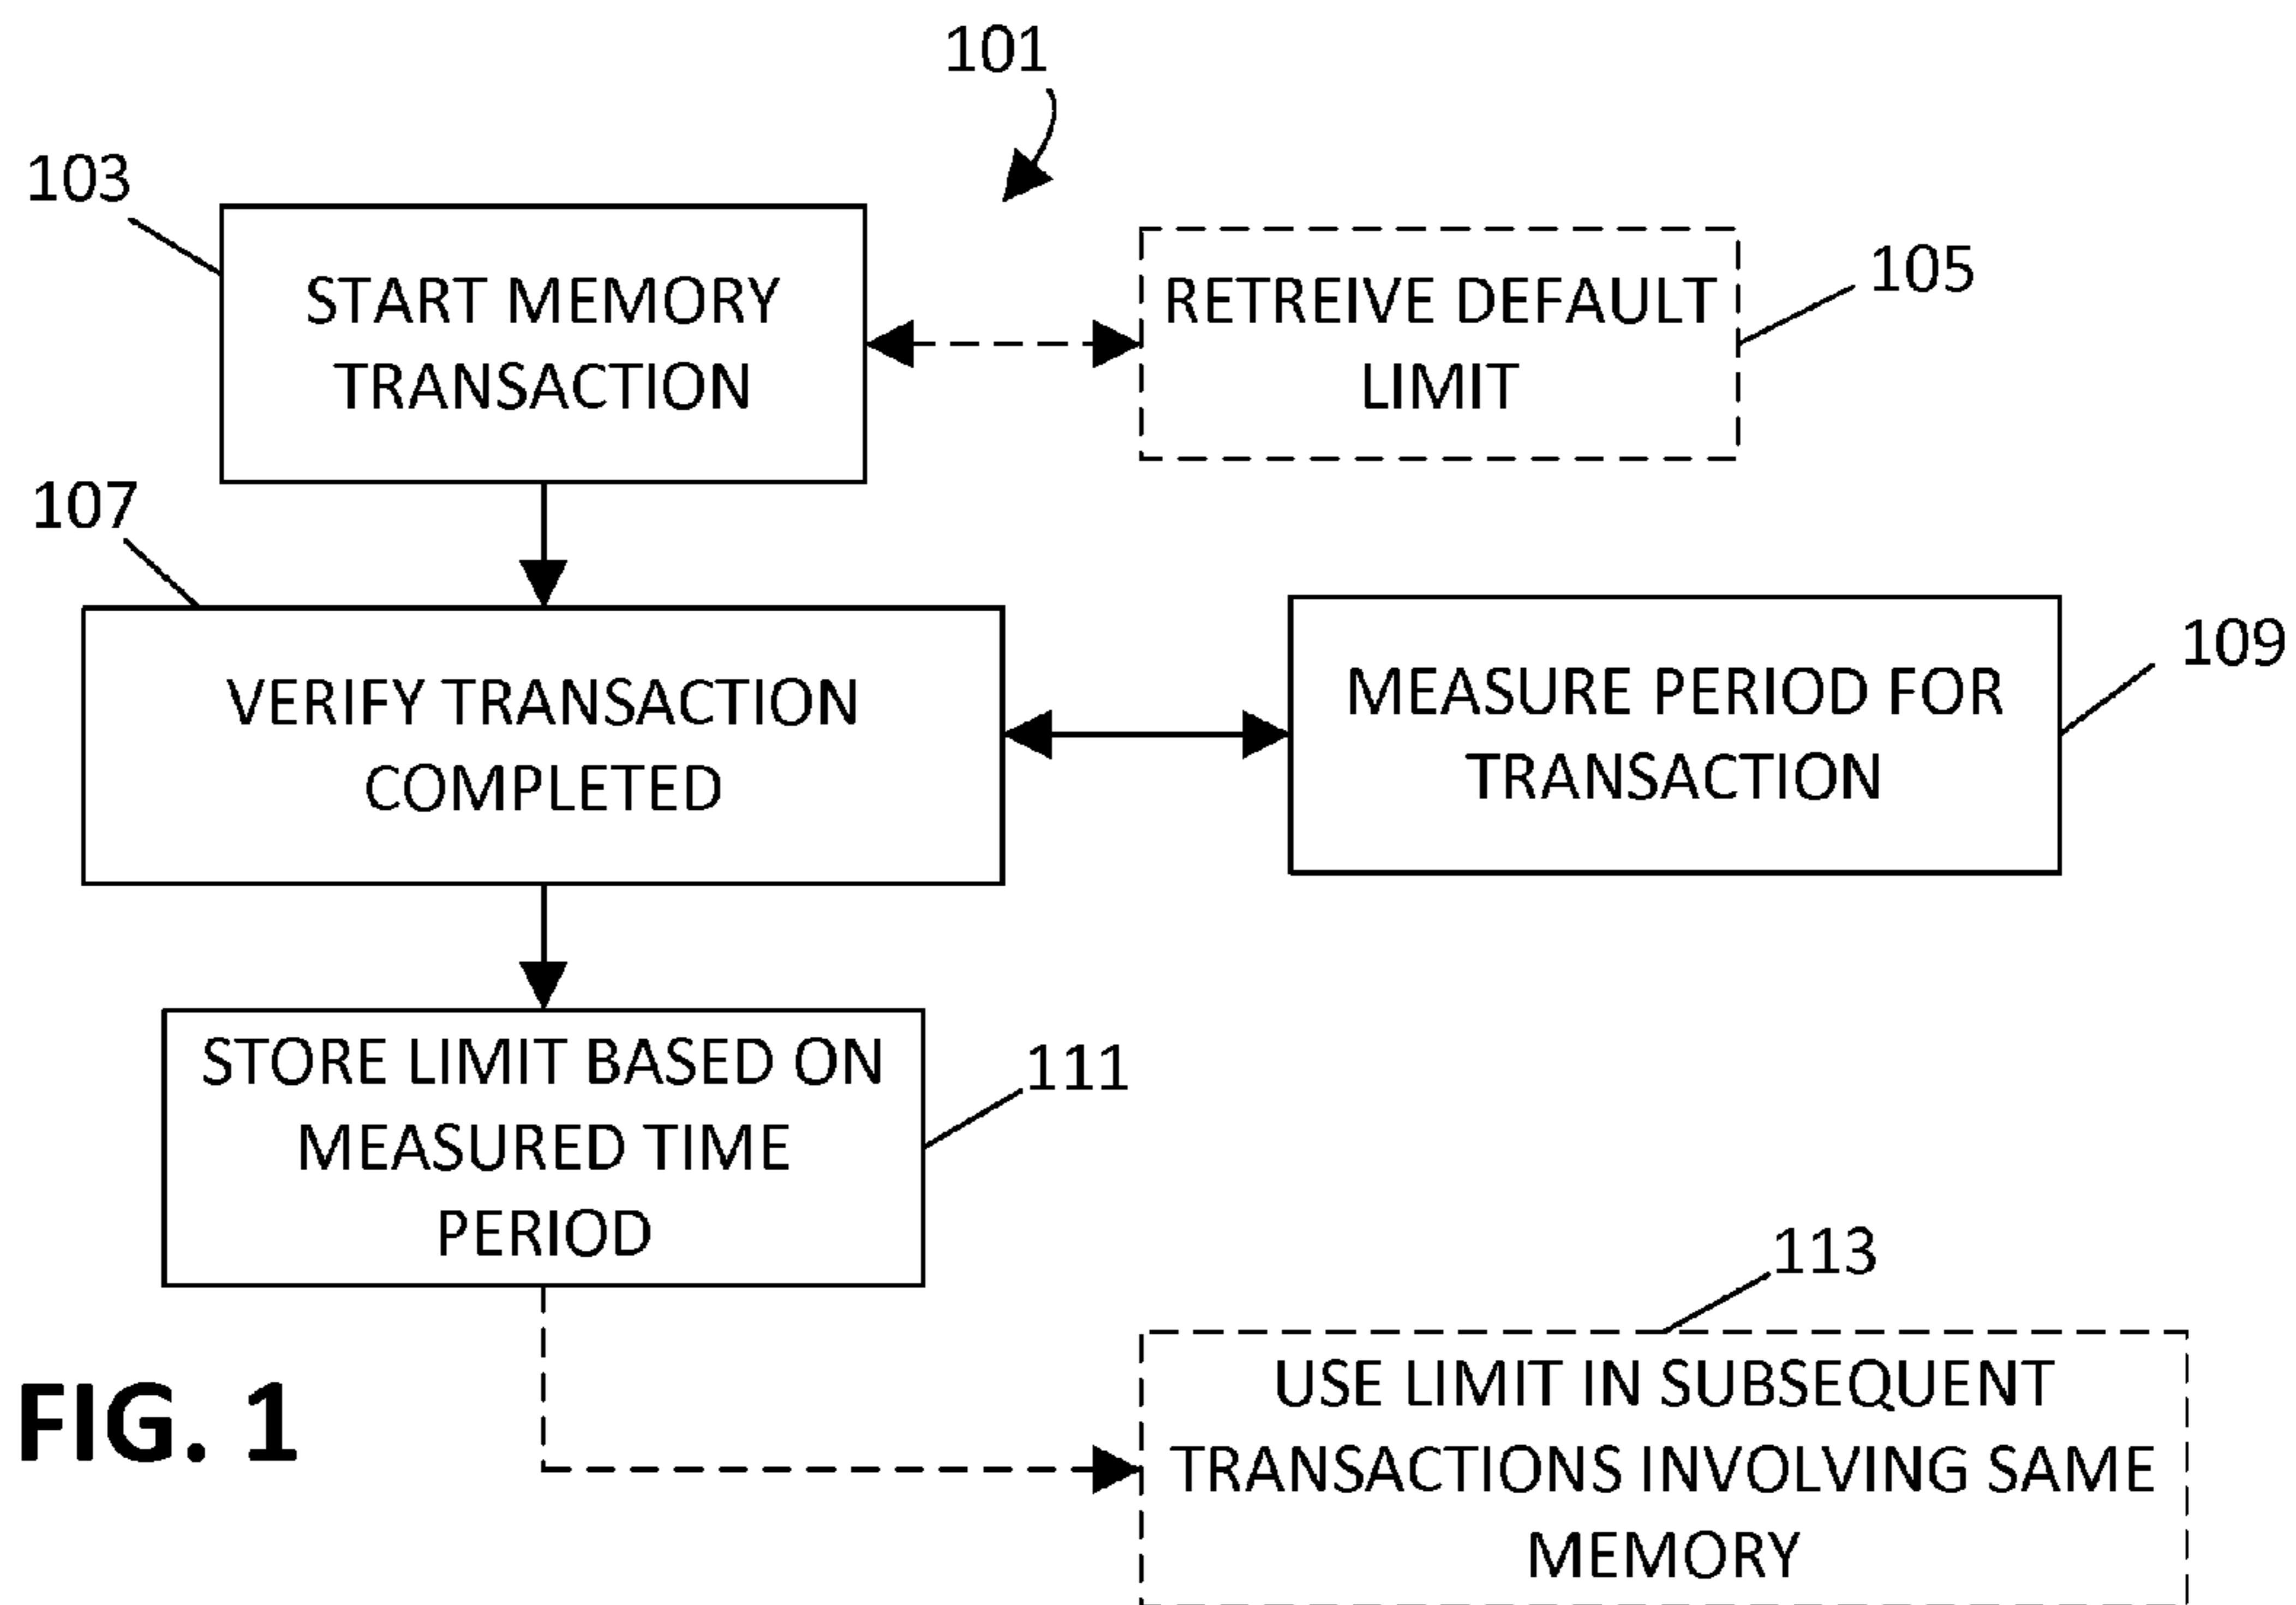 101
103
START MEMORY
TRANSACTION
RETREIVE DEFAULT
LIMIT
105
107
VERIFY TRANSACTION
COMPLETED
MEASURE PERIOD FOR
TRANSACTION
109
STORE LIMIT BASED ON
MEASURED TIME
PERIOD
111
113
USE LIMIT IN SUBSEQUENT
TRANSACTIONS INVOLVING SAME
MEMORY
FIG. 1